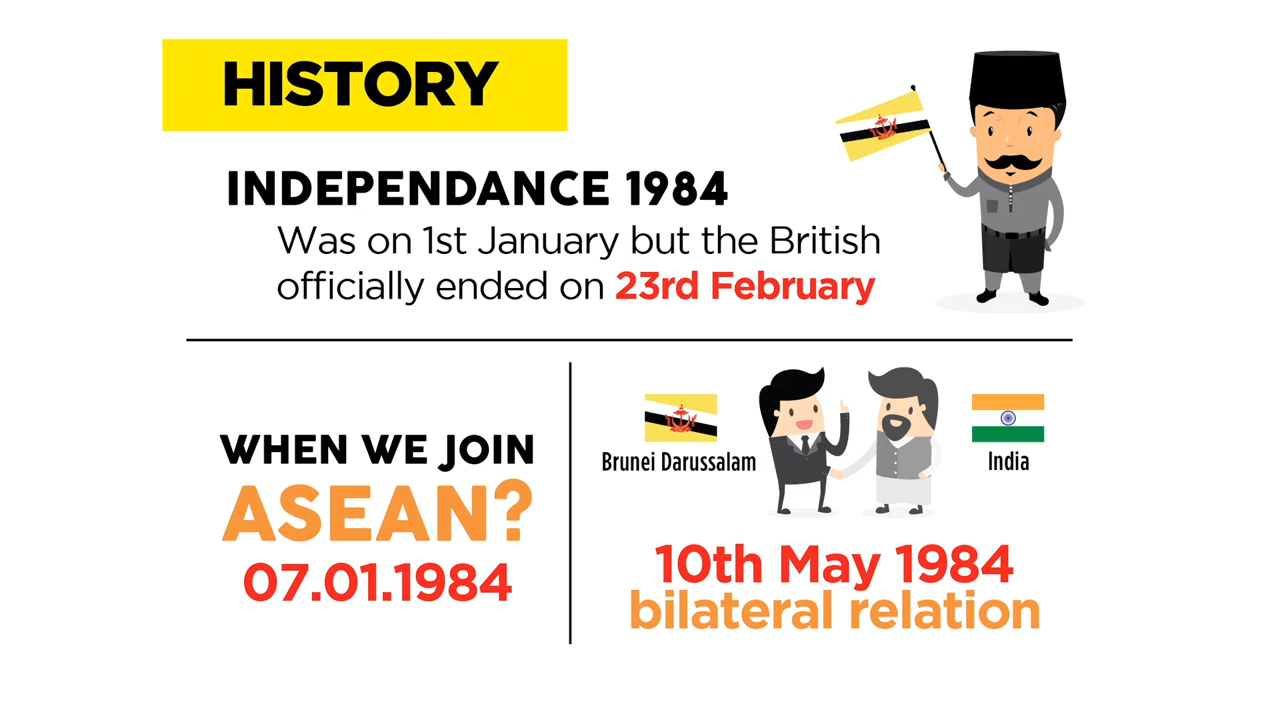 HISTORY
INDEPENDANCE 1984
Was on 1st January but the British
officially ended on 23rd February
WHEN WE JOIN
ASEAN?
07.01.1984
Brunei Darussalam
India
10th May 1984
bilateral relation